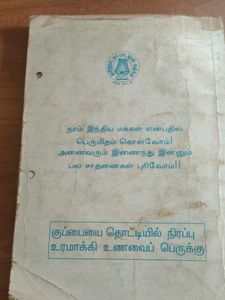 நாம் இந்திய மக்கள் என்பதில்
பெருமிதம் கொள்வோம்!
அனைவரும் இணைந்து இன்னும்
பல சாதனைகள் புரிவோம்!!
குப்பையை தொட்டியில் நிரப்பு
உரமாக்கி உணவைப் பெருக்கு